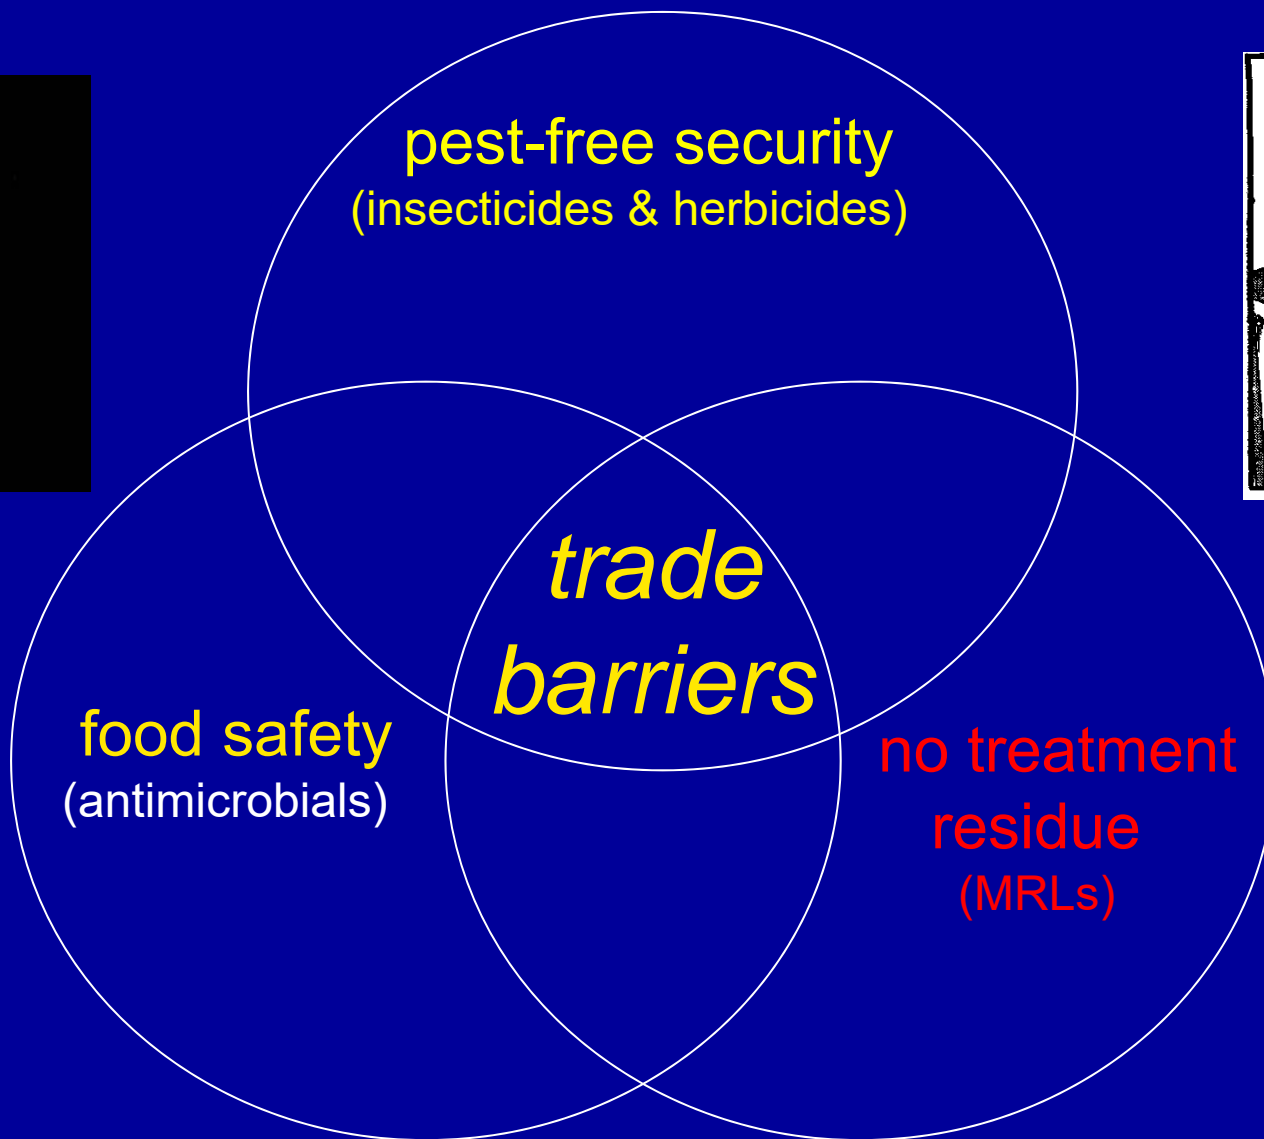 pest-free security
(insecticides & herbicides)
trade
barriers
food safety
(antimicrobials)
no treatment
residue
(MRLs)